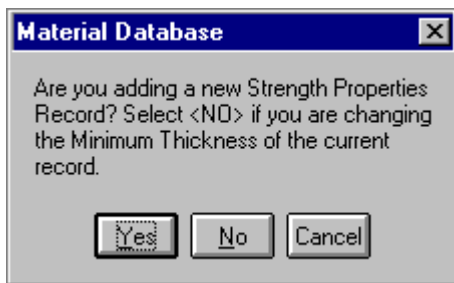 Material Database
Are you adding a new Strength Properties
Record? Select <NO> if you are changing
the Minimum Thickness of the current
record.
Yes No Cancel